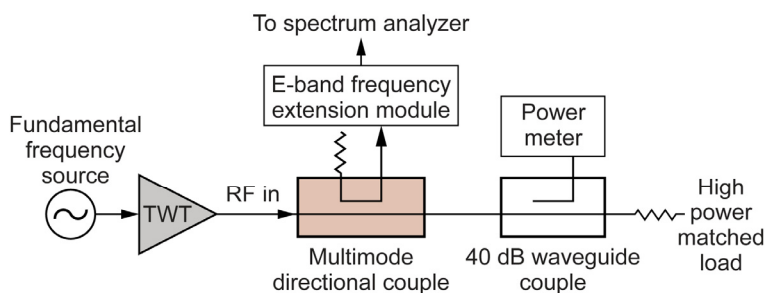 To spectrum analyzer
E-band frequency
extension module
Power
meter
Fundamental
frequency
source
TWT
RF in
High
power
matched
load
Multimode
directional couple
40 dB waveguide
couple